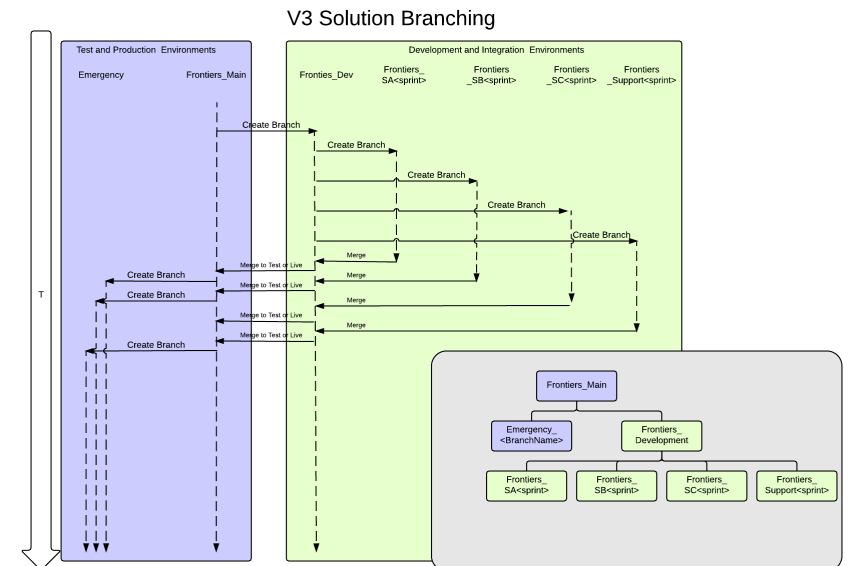 V3 Solution Branching
Test and Production Environments
Development and Integration Environments
Emergency
Frontiers_Main
Fronties_Dev
Frontiers_
SA<sprint>
Frontiers
_SB<sprint>
Frontiers
_SC<sprint>
Frontiers
_Support<sprint>
Create Branch
Create Branch
Create Branch
Create Branch
Create Branch
Merge
Merge to Test or Live
Create Branch
Merge
Merge to Test or Live
Create Branch
Merge
Merge to Test or Live
Merge
Merge to Test or Live
Create Branch
T
Frontiers_Main
Emergency_
<BranchName>
Frontiers_
Development
Frontiers_
SA<sprint>
Frontiers_
SB<sprint>
Frontiers_
SC<sprint>
Frontiers_
Support<sprint>